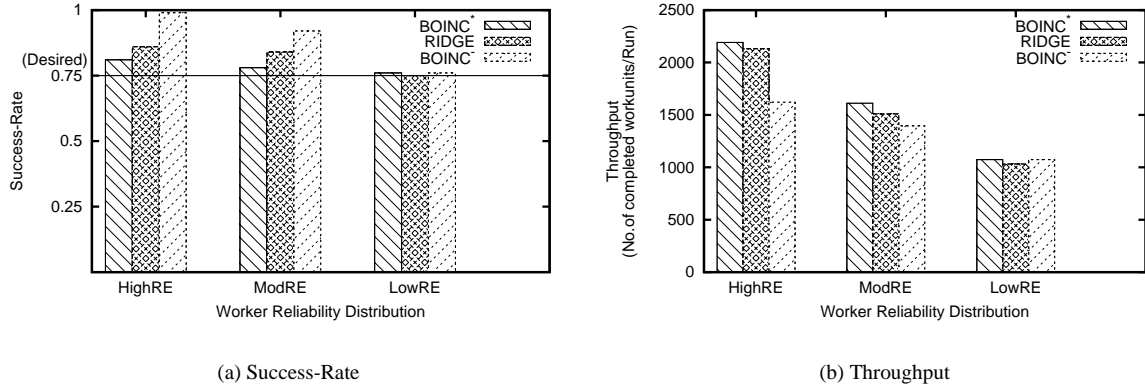 1
(Desired)
0.75
0.5
0.25
Success-Rate
BOINC*
RIDGE
BOINC-
HighRE ModRE LowRE
Worker Reliability Distribution
(a) Success-Rate
2500
2000
1500
1000
500
0
Throughput
(No. of completed workunits/Run)
BOINC*
RIDGE
BOINC-
HighRE ModRE LowRE
Worker Reliability Distribution
(b) Throughput